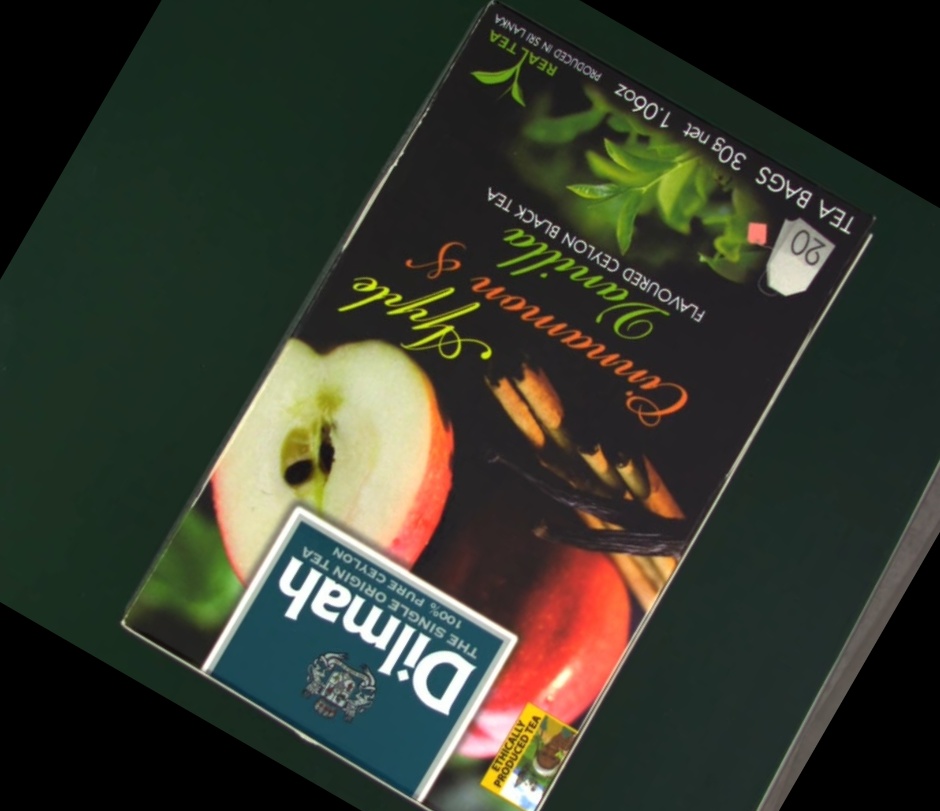 Dilmah
THE SINGLE ORIGIN TEA
100% PURE CEYLON
ETHICALLY
PRODUCED TEA
Apple
Cinnamon &
Vanilla
FLAVOURED CEYLON BLACK TEA
20
TEA BAGS 30g net 1.06oz
REAL TEA
PRODUCED IN SRI LANKA